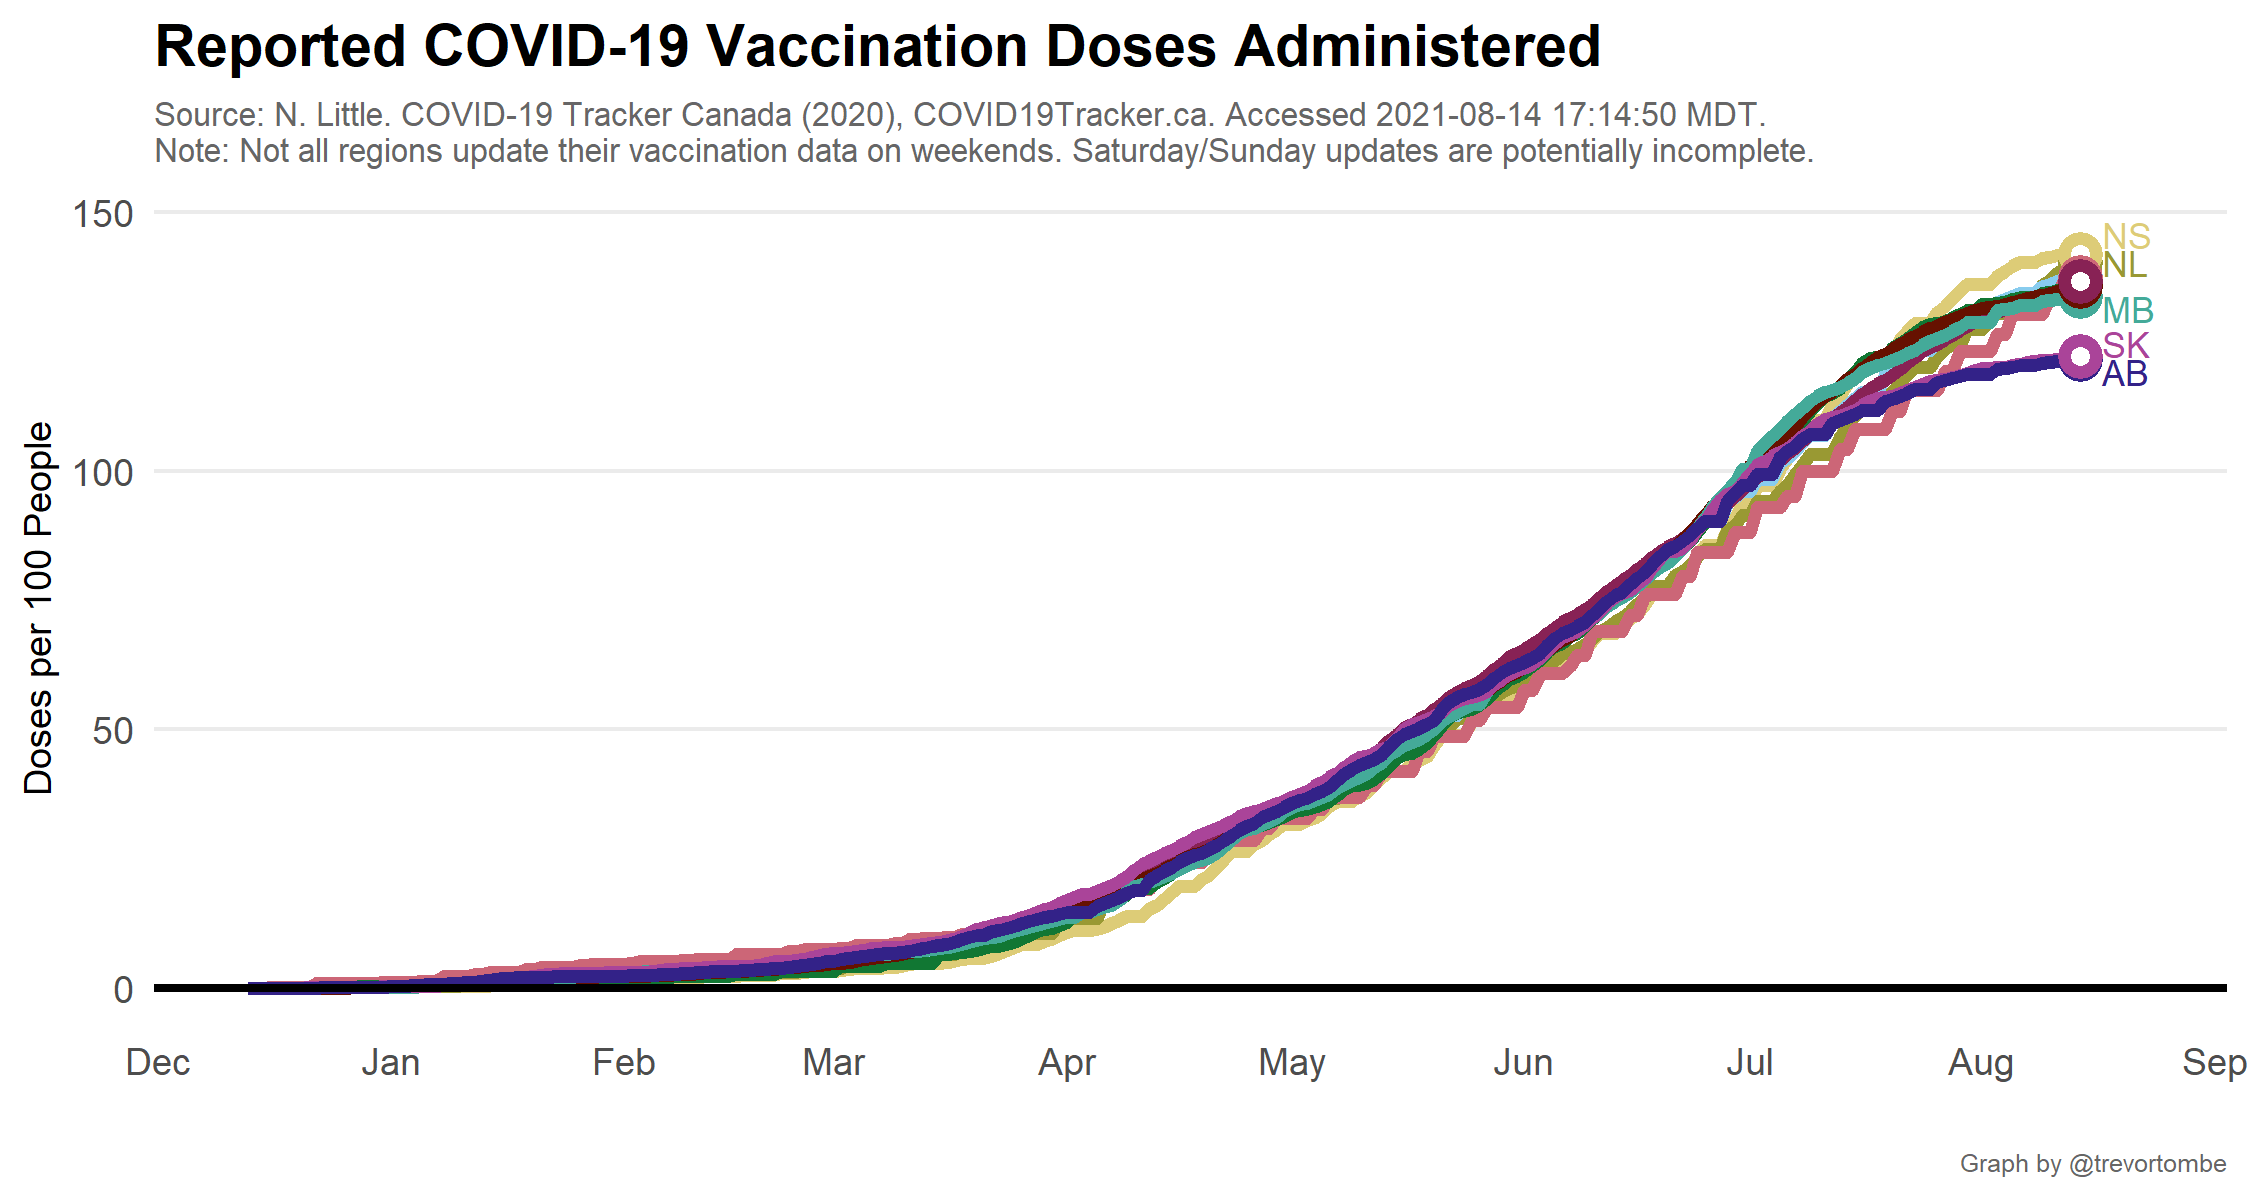 Reported COVID-19 Vaccination Doses Administered
Source: N. Little. COVID-19 Tracker Canada (2020), COVID19Tracker.ca. Accessed 2021-08-14 17:14:50 MDT.
Note: Not all regions update their vaccination data on weekends. Saturday/Sunday updates are potentially incomplete.
Doses per 100 People
150
100
50
0
NS
NL
MB
SK
AB
Dec Jan Feb Mar Apr May Jun Jul Aug Sep
Graph by @trevortombe